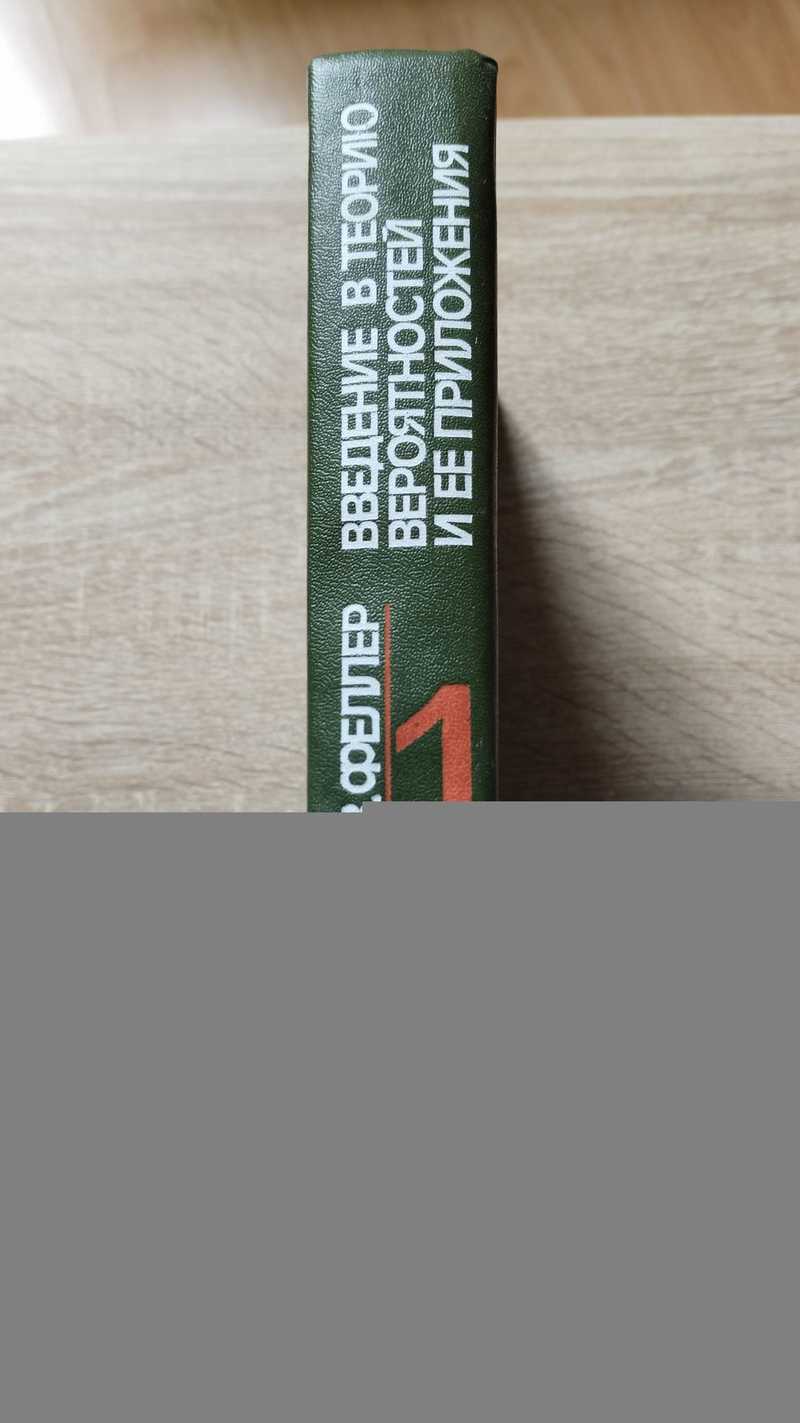 ФЕЛЛЕР
1
ВВЕДЕНИЕ В ТЕОРИЮ
ВЕРОЯТНОСТЕЙ
И ЕЕ ПРИЛОЖЕНИЯ